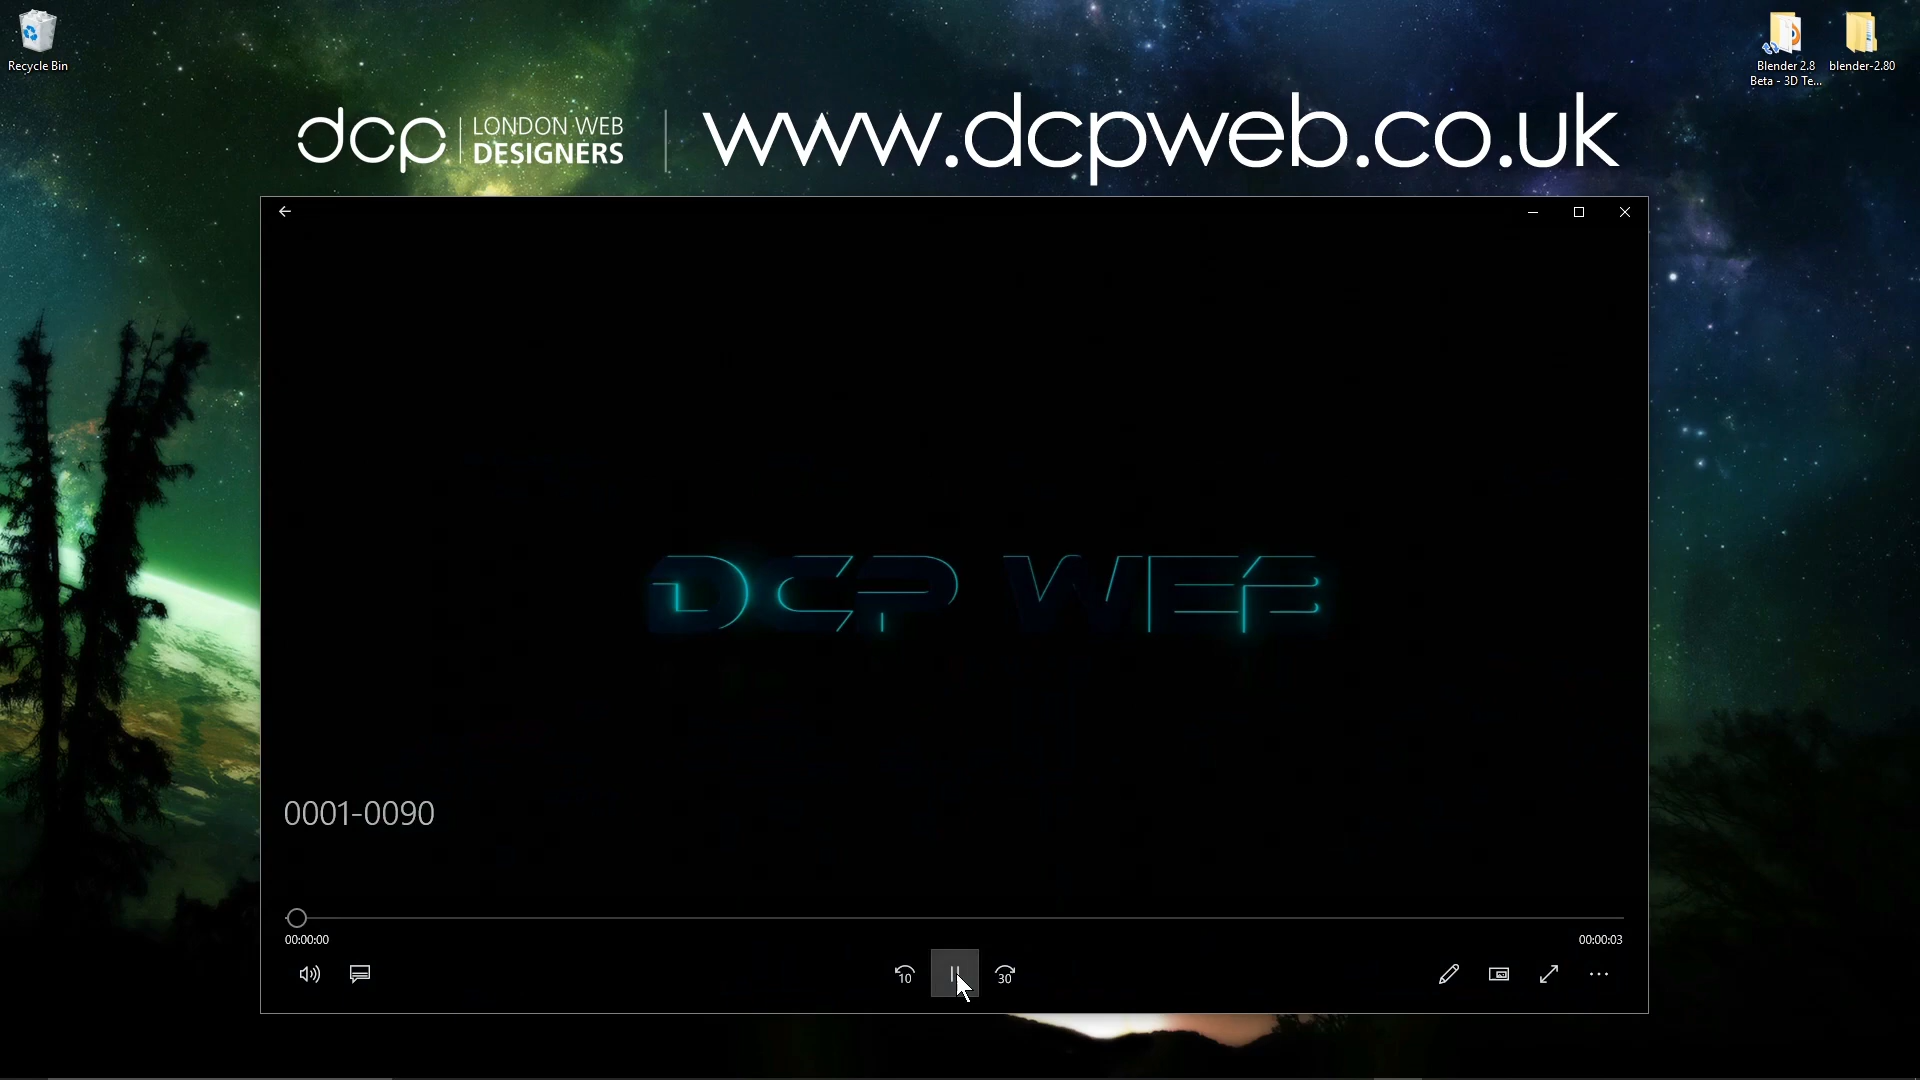 Recycle Bin
Blender 2.8
Beta - 3D Te...
blender-2.80
dcp
LONDON WEB
DESIGNERS
www.dcpweb.co.uk
DCP WEB
0001-0090
00:00:00
00:00:03
10
30